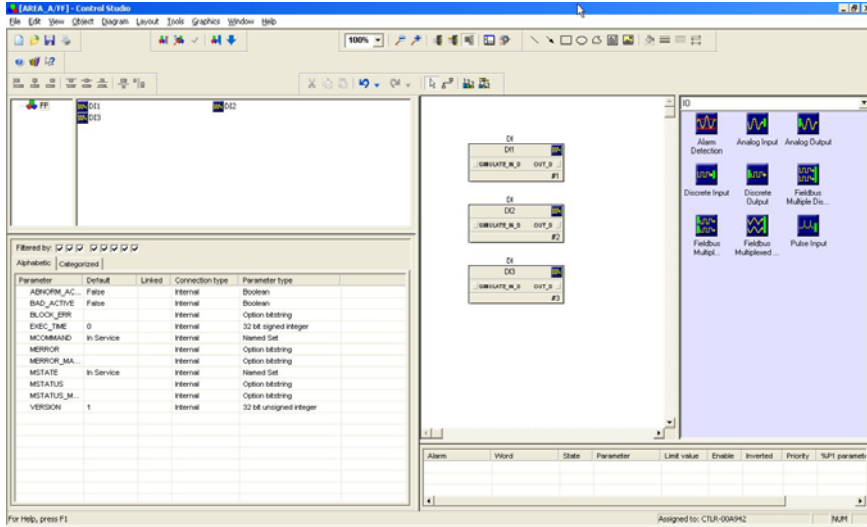 [AREA_A/FF] - Control Studio
File Edit View Object Diagram Layout Tools Graphics Window Help
100%
FF
DI1
DI2
DI3
DI
DI1
SIMULATE_IN_D OUT_D
#1
DI
DI2
SIMULATE_IN_D OUT_D
#2
DI
DI3
SIMULATE_IN_D OUT_D
#3
IO
Alarm Detection
Analog Input
Analog Output
Discrete Input
Discrete Output
Fieldbus Multiple Dis...
Fieldbus Multipl...
Fieldbus Multiplexed ...
Pulse Input
Filtered by:
Alphabetic Categorized
Parameter Default Linked Connection type Parameter type
ABNORM_AC... False Internal Boolean
BAD_ACTIVE False Internal Boolean
BLOCK_ERR Internal Option bitstring
EXEC_TIME 0 Internal 32 bit signed integer
MCOMMAND In Service Internal Named Set
MERROR Internal Option bitstring
MERROR_MA... Internal Option bitstring
MSTATE In Service Internal Named Set
MSTATUS Internal Option bitstring
MSTATUS_M... Internal Option bitstring
VERSION 1 Internal 32 bit unsigned integer
Alarm Word State Parameter Limit value Enable Inverted Priority %P1 paramet
For Help, press F1
Assigned to: CTLR-00A942
NUM